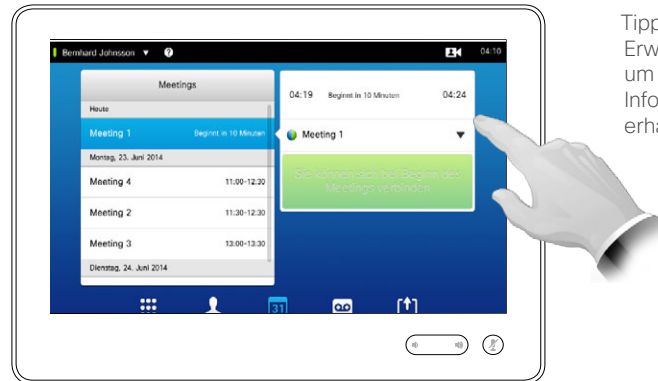 Bernhard Johnsson
04:10
Meetings
Heute
Meeting 1 Beginnt in 10 Minuten
Montag, 23. Juni 2014
Meeting 4 11:00-12:30
Meeting 2 11:30-12:30
Meeting 3 13:00-13:30
Dienstag, 24. Juni 2014
04:19 Beginnt in 10 Minuten 04:24
Meeting 1
Sie können sich bei Beginn des
Meetings verbinden
31
Tipp
Erw
um
Info
erha